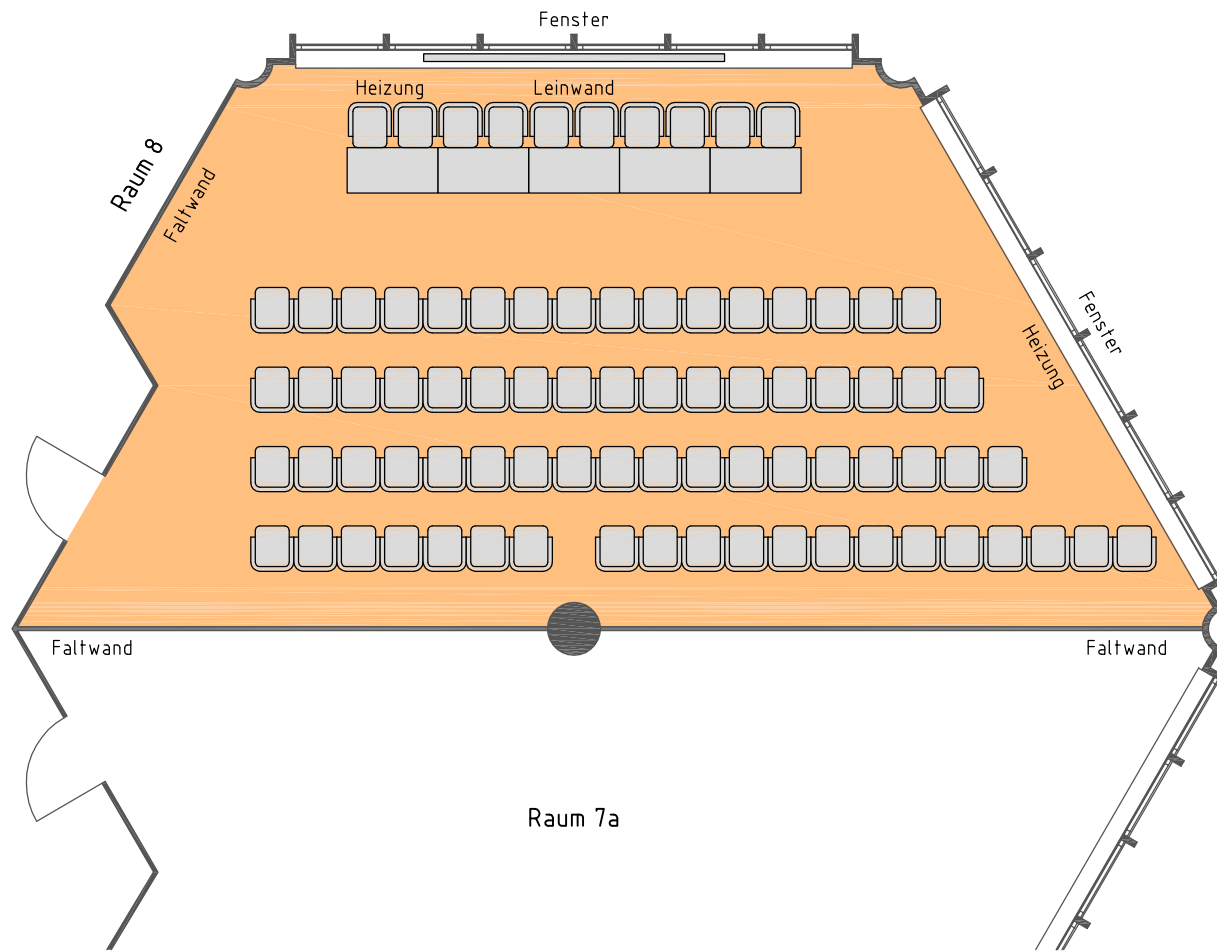 Fenster
Heizung
Leinwand
Raum 8
Faltwand
Fenster
Heizung
Faltwand
Faltwand
Raum 7a